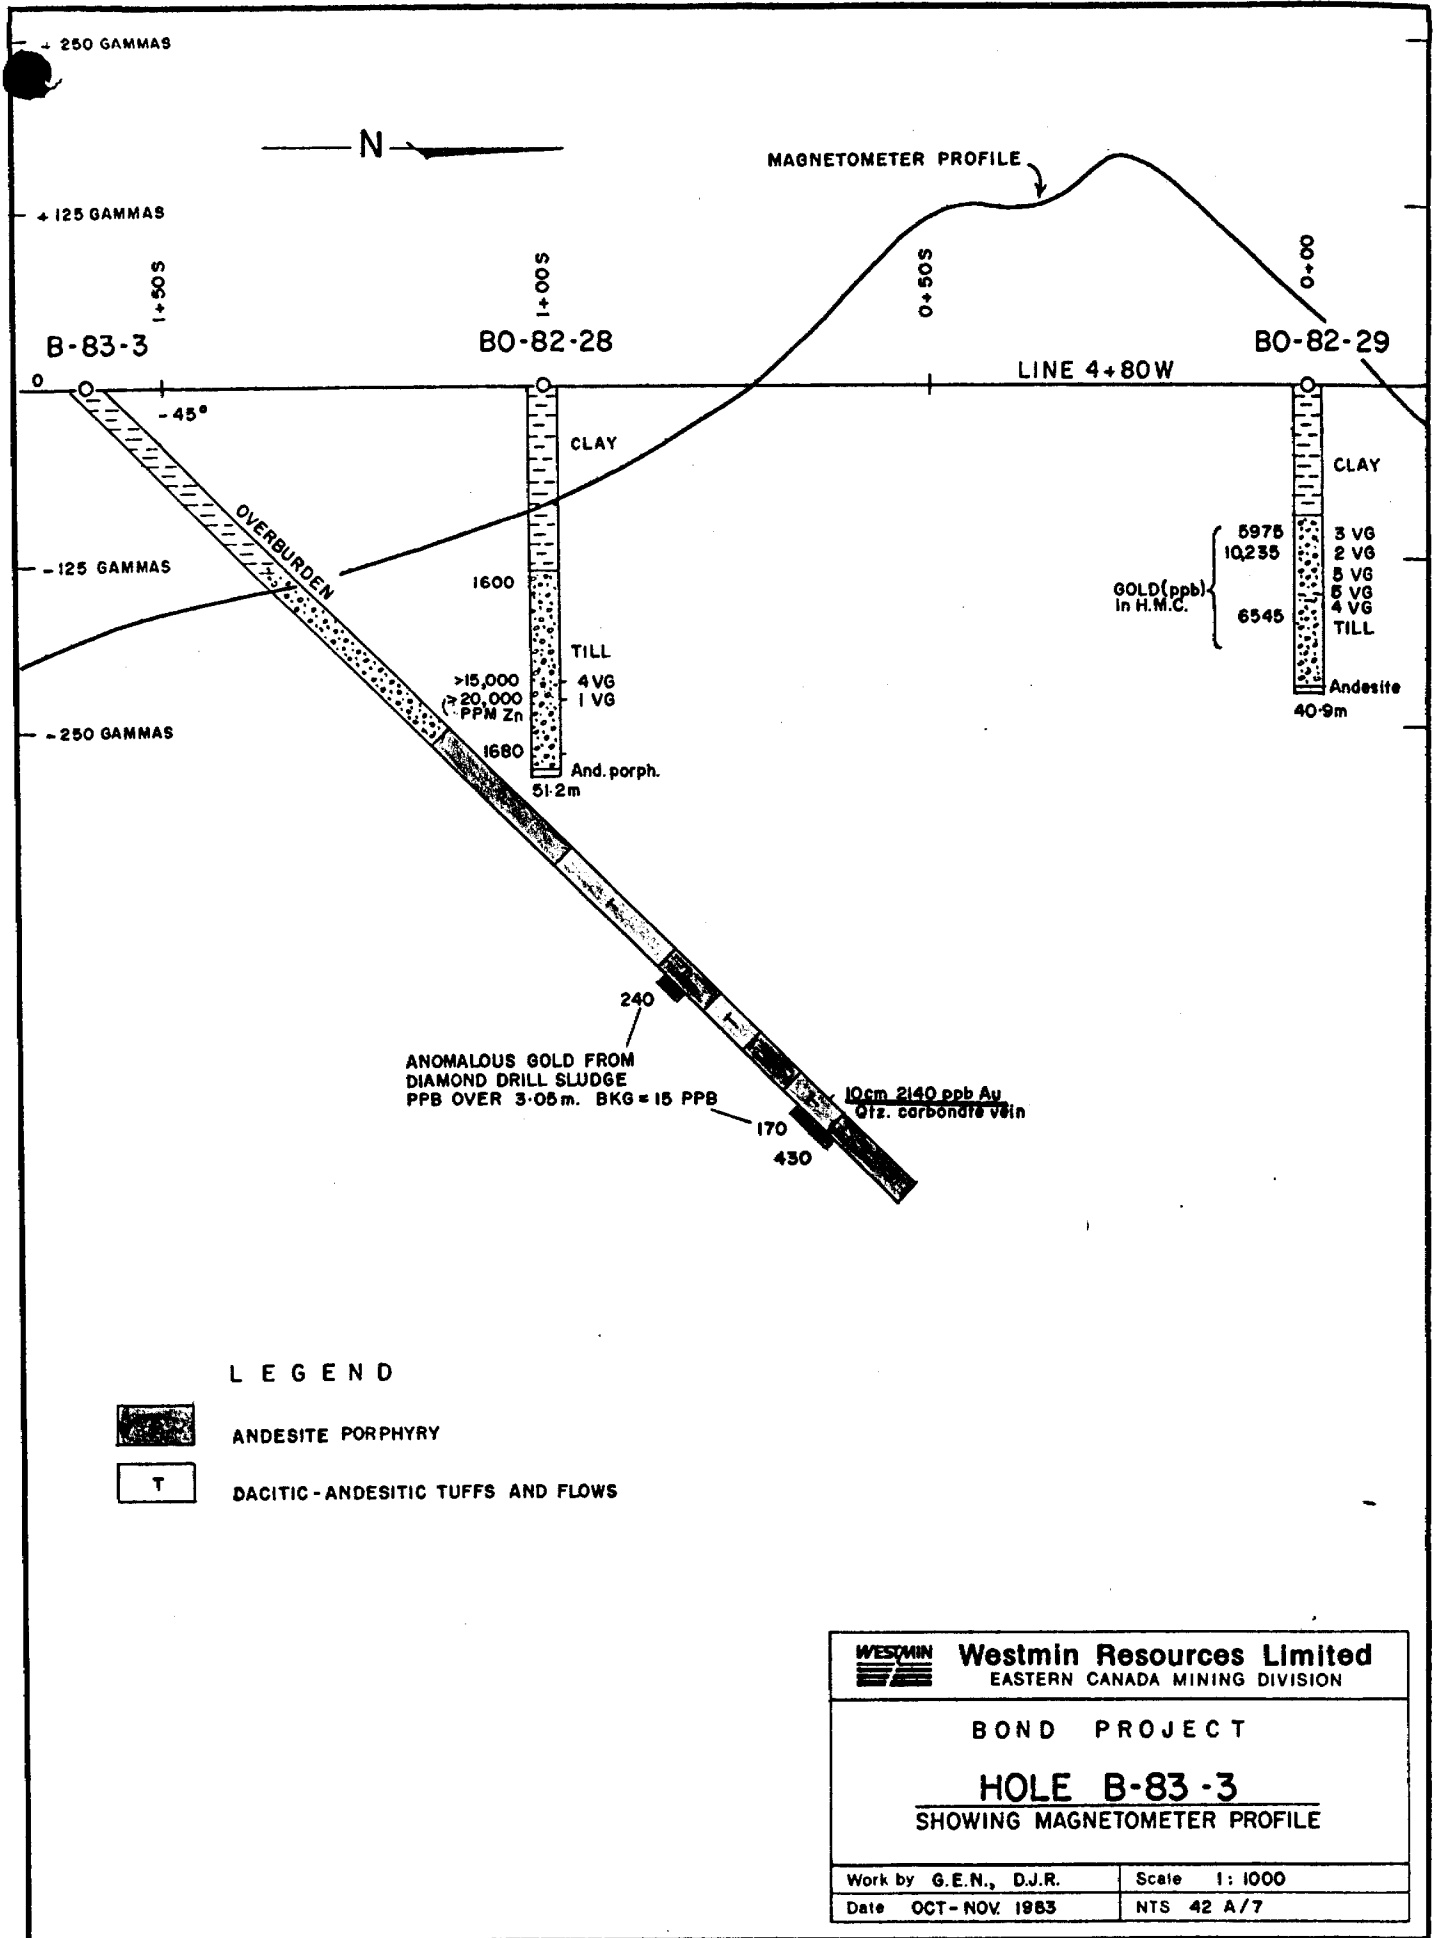 + 250 GAMMAS
N
MAGNETOMETER PROFILE
+ 125 GAMMAS
1+50S
1+00S
0+50S
0+00
B-83-3
BO-82-28
BO-82-29
LINE 4+80W
0
-45°
CLAY
CLAY
OVERBURDEN
-125 GAMMAS
1600
TILL
>15,000
4 VG
>20,000
1 VG
PPM Zn
1680
And. porph.
51.2m
-250 GAMMAS
GOLD(ppb)
in H.M.C.
5975
3 VG
10,235
2 VG
5 VG
5 VG
4 VG
6545
TILL
Andesite
40.9m
240
ANOMALOUS GOLD FROM
DIAMOND DRILL SLUDGE
PPB OVER 3.05m. BKG = 15 PPB
170
430
10cm 2140 ppb Au
Qtz. carbonate vein
LEGEND
ANDESITE PORPHYRY
T
DACITIC-ANDESITIC TUFFS AND FLOWS
WESTMIN
Westmin Resources Limited
EASTERN CANADA MINING DIVISION
BOND PROJECT
HOLE B-83-3
SHOWING MAGNETOMETER PROFILE
Work by G.E.N., D.J.R.
Scale 1:1000
Date OCT-NOV. 1983
NTS 42 A/7